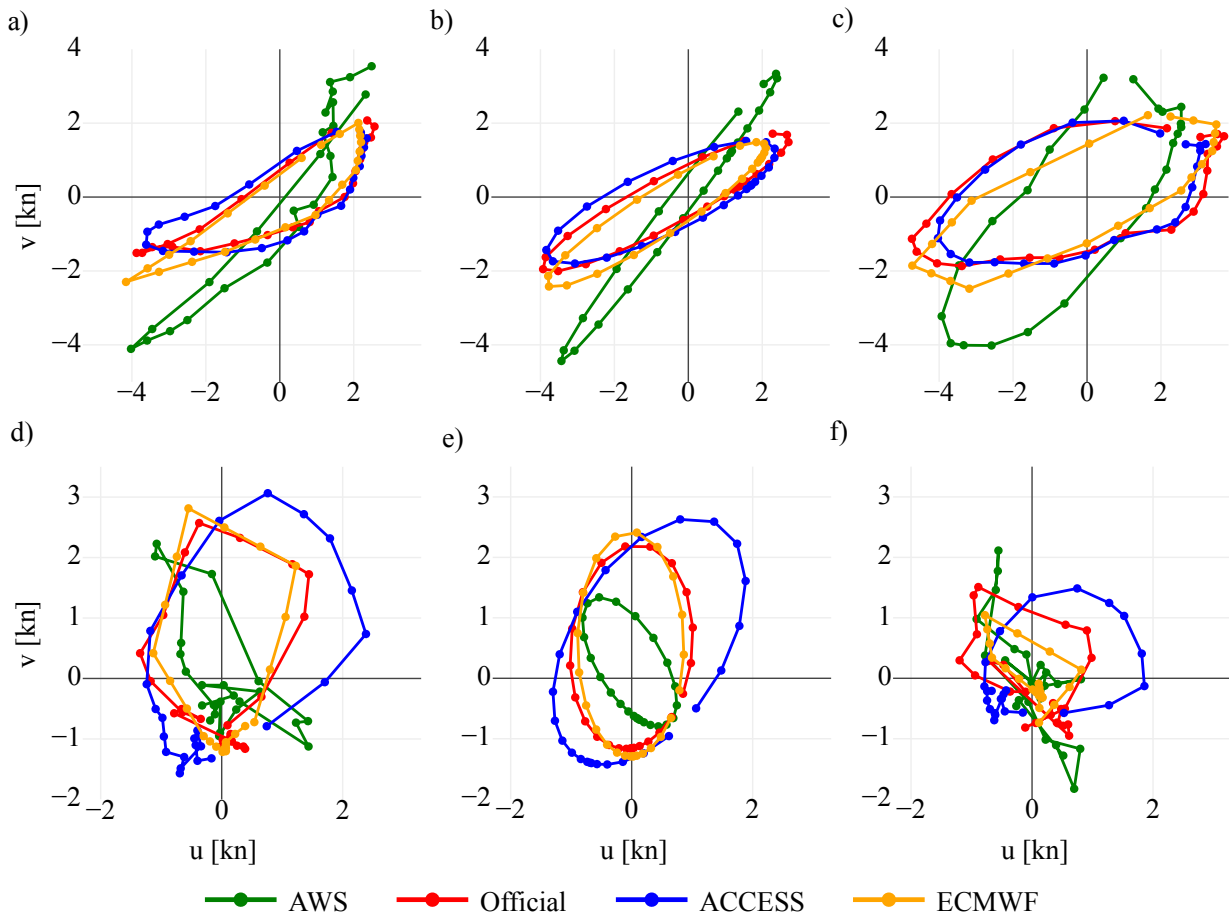 a) b) c)
4 4 4
2 2 2
0 0 0
−2 −2 −2
−4 −4 −4
v [kn]
−4 −2 0 2 −4 −2 0 2 −4 −2 0 2
d) e) f)
3 3 3
2 2 2
1 1 1
0 0 0
−1 −1 −1
−2 −2 −2
v [kn]
−2 0 2 −2 0 2 −2 0 2
u [kn] u [kn] u [kn]
AWS Official ACCESS ECMWF